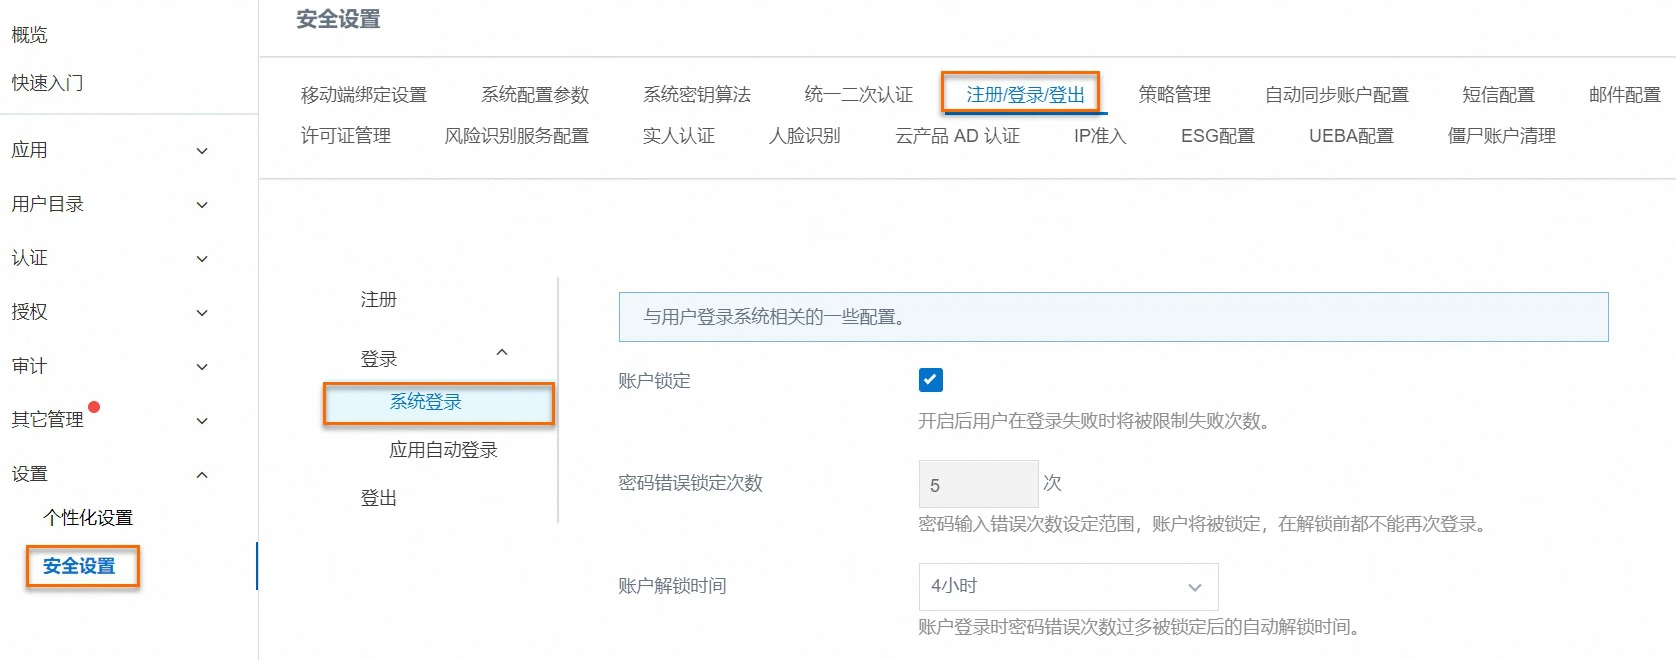 概览
快速入门
应用
用户目录
认证
授权
审计
其它管理
设置
个性化设置
安全设置
安全设置
移动端绑定设置 系统配置参数 系统密钥算法 统一二次认证 注册/登录/登出 策略管理 自动同步账户配置 短信配置 邮件配置
许可证管理 风险识别服务配置 实人认证 人脸识别 云产品 AD 认证 IP准入 ESG配置 UEBA配置 僵尸账户清理
注册
登录
系统登录
应用自动登录
登出
与用户登录系统相关的一些配置。
账户锁定
开启后用户在登录失败时将被限制失败次数。
密码错误锁定次数 5 次
密码输入错误次数设定范围，账户将被锁定，在解锁前都不能再次登录。
账户解锁时间 4小时
账户登录时密码错误次数过多被锁定后的自动解锁时间。